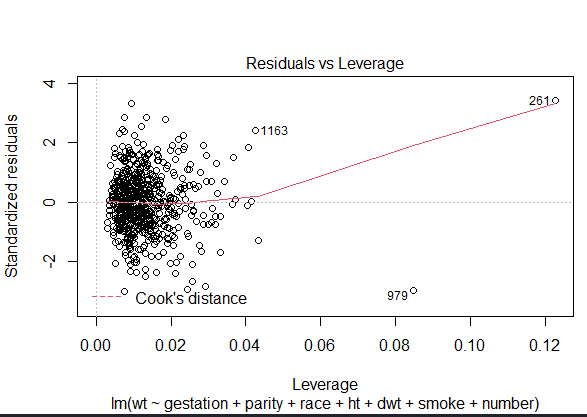 Residuals vs Leverage
Standardized residuals
4
2
0
-2
261
1163
979
Cook's distance
0.00 0.02 0.04 0.06 0.08 0.10 0.12
Leverage
lm(wt ~ gestation + parity + race + ht + dwt + smoke + number)